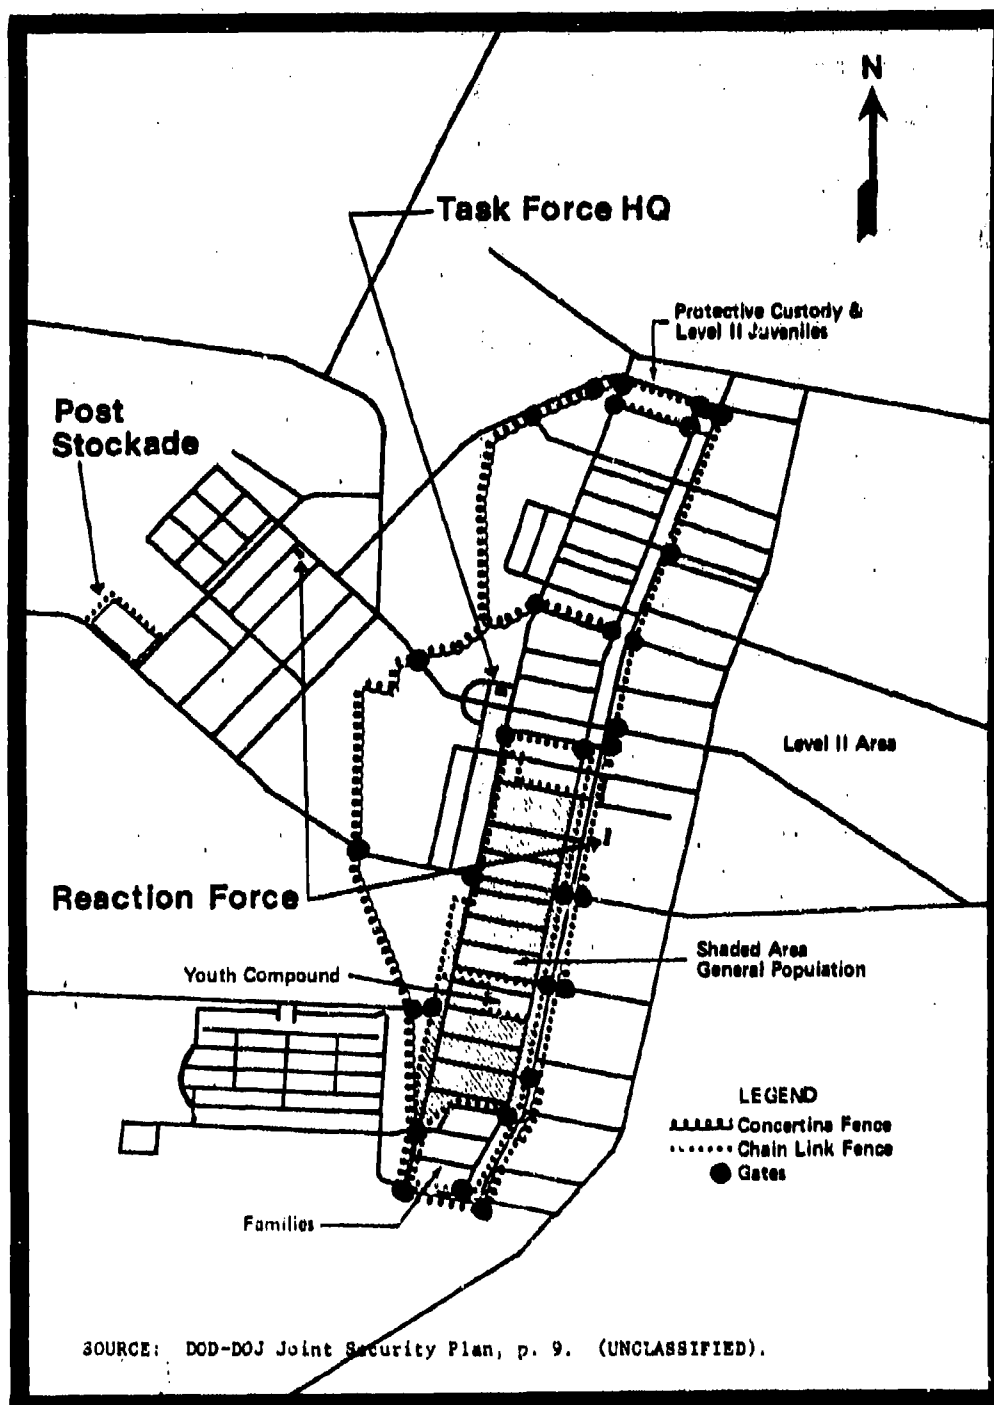 N
Task Force HQ
Protective Custody &
Level II Juveniles
Post
Stockade
Level II Area
Reaction Force
Shaded Area
General Population
Youth Compound
LEGEND
Concertina Fence
Chain Link Fence
Gates
Families
SOURCE: DOD-DOJ Joint Security Plan, p. 9. (UNCLASSIFIED).